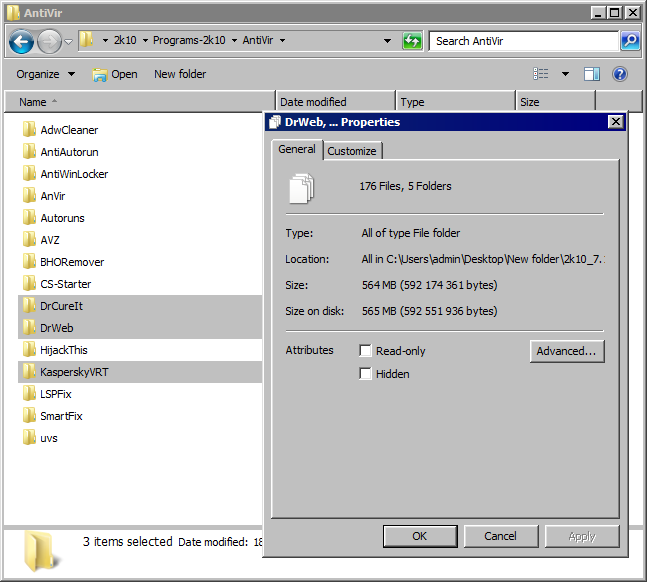 AntiVir
2k10 Programs-2k10 AntiVir
Search AntiVir
Organize Open New folder
Name Date modified Type Size
AdwCleaner
AntiAutorun
AntiWinLocker
AnVir
Autoruns
AVZ
BHORemover
CS-Starter
DrCureIt
DrWeb
HijackThis
KasperskyVRT
LSPFix
SmartFix
uvs
DrWeb, ... Properties
General Customize
176 Files, 5 Folders
Type: All of type File folder
Location: All in C:\Users\admin\Desktop\New folder\2k10_7.
Size: 564 MB (592 174 361 bytes)
Size on disk: 565 MB (592 551 936 bytes)
Attributes Read-only Advanced...
Hidden
OK Cancel Apply
3 items selected Date modified: 18